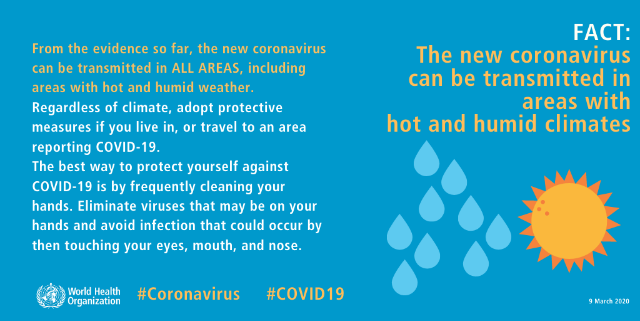 From the evidence so far, the new coronavirus
can be transmitted in ALL AREAS, including
areas with hot and humid weather.
Regardless of climate, adopt protective
measures if you live in, or travel to an area
reporting COVID-19.
The best way to protect yourself against
COVID-19 is by frequently cleaning your
hands. Eliminate viruses that may be on your
hands and avoid infection that could occur by
then touching your eyes, mouth, and nose.
World Health
Organization
#Coronavirus #COVID19
FACT:
The new coronavirus
can be transmitted in
areas with
hot and humid climates
9 March 2020